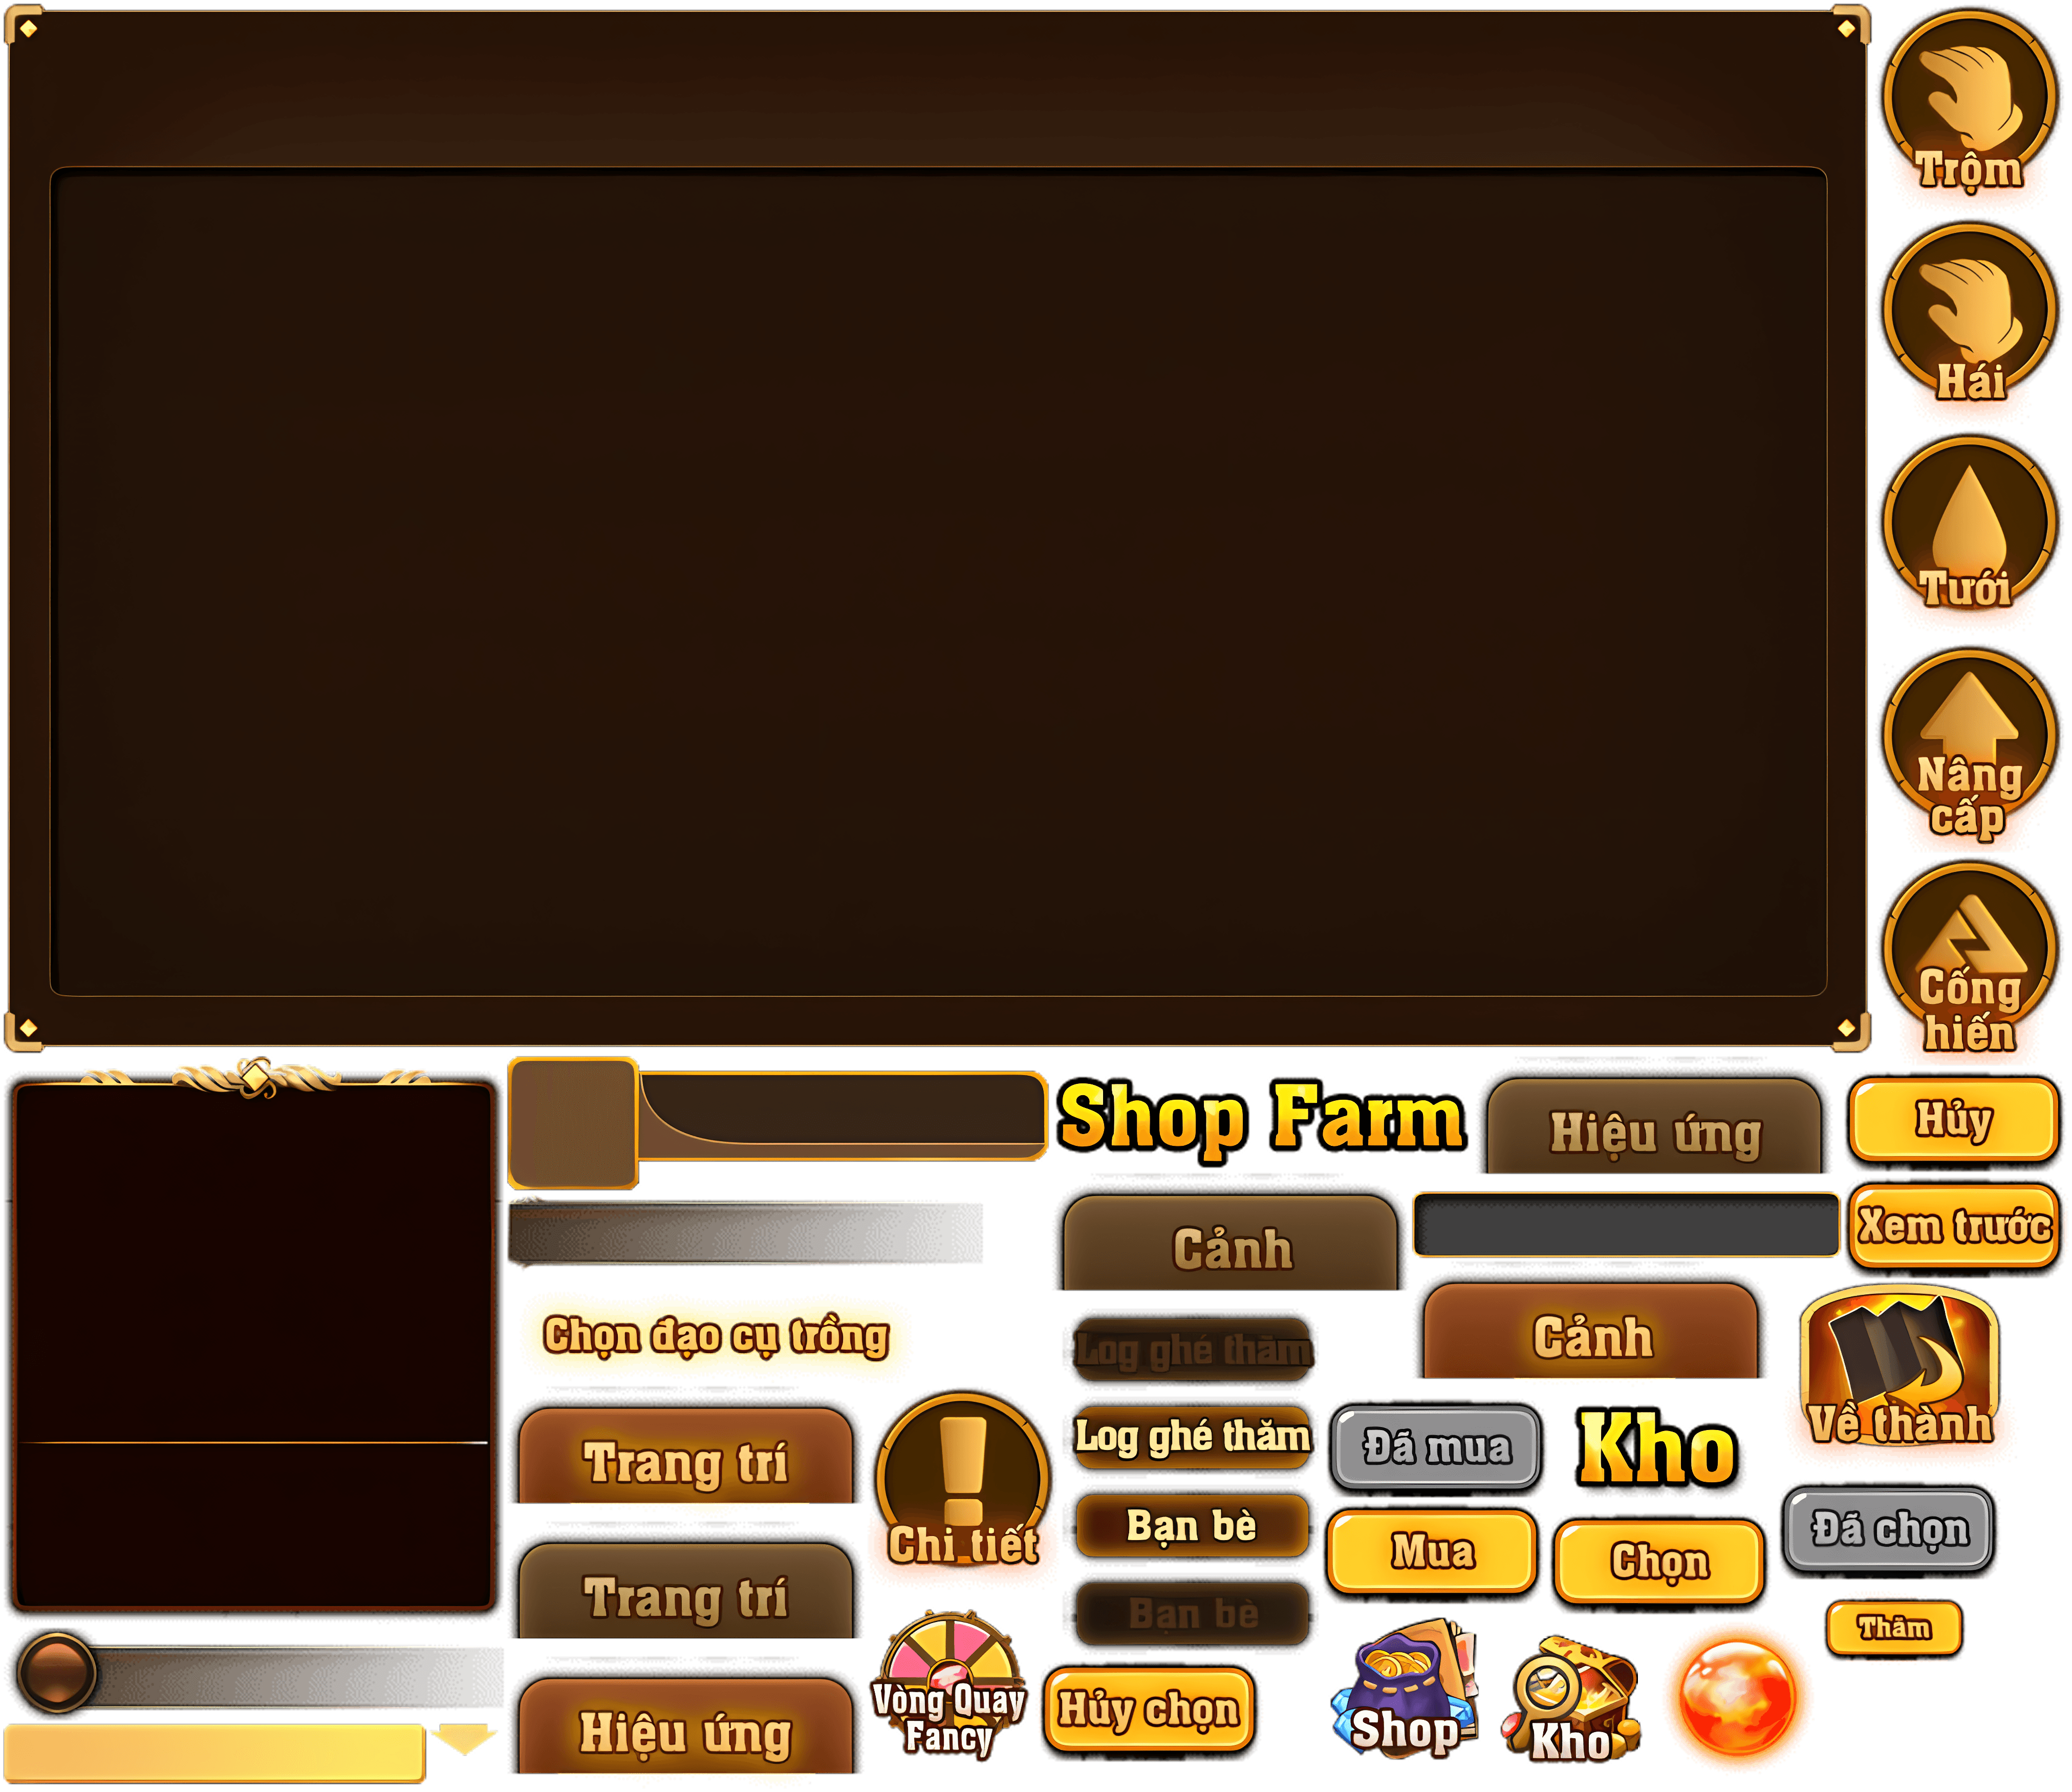 Trộm
Hái
Tưới
Nâng
cấp
Cống
hiến
Shop Farm
Hiệu ứng
Hủy
Cảnh
Xem trước
Chọn đạo cụ trồng
Log ghé thăm
Cảnh
Về thành
Trang trí
Chi tiết
Log ghé thăm
Đã mua
Kho
Bạn bè
Mua
Chọn
Đã chọn
Trang trí
Bạn bè
Thăm
Hiệu ứng
Vòng Quay
Fancy
Hủy chọn
Shop
Kho